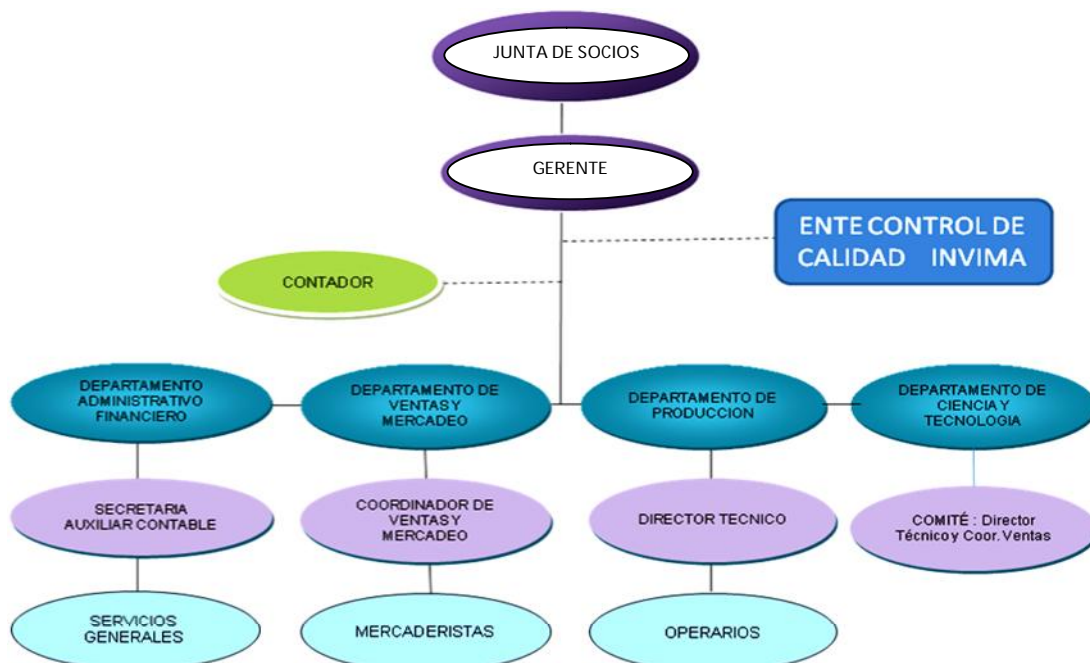 JUNTA DE SOCIOS
GERENTE
ENTE CONTROL DE
CALIDAD INVIMA
CONTADOR
DEPARTAMENTO
ADMINISTRATIVO
FINANCIERO
DEPARTAMENTO DE
VENTAS Y
MERCADEO
DEPARTAMENTO DE
PRODUCCION
DEPARTAMENTO DE
CIENCIA Y
TECNOLOGIA
SECRETARIA
AUXILIAR CONTABLE
COORDINADOR DE
VENTAS Y
MERCADEO
DIRECTOR TECNICO
COMITÉ : Director
Técnico y Coor. Ventas
SERVICIOS
GENERALES
MERCADERISTAS
OPERARIOS